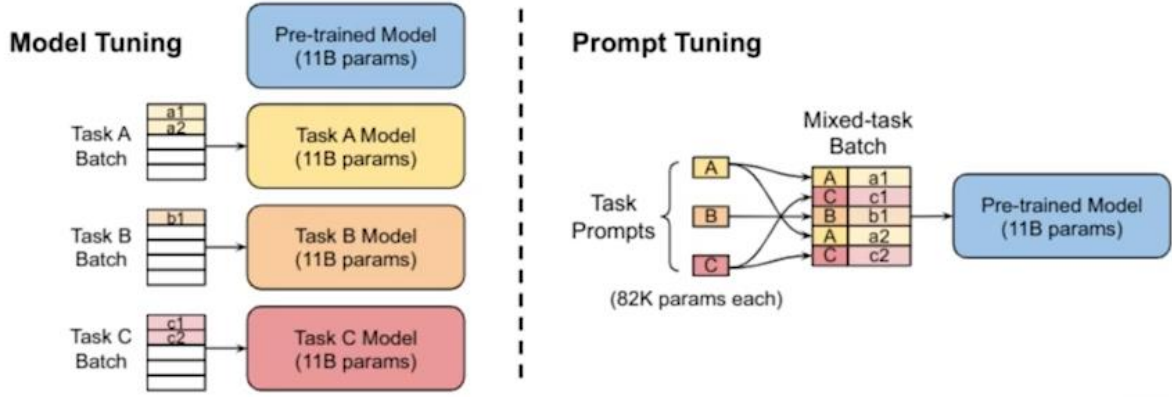 Model Tuning
Pre-trained Model
(11B params)
Task A
Batch
a1
a2
Task A Model
(11B params)
Task B
Batch
b1
Task B Model
(11B params)
Task C
Batch
c1
c2
Task C Model
(11B params)
Prompt Tuning
Task
Prompts
A
B
C
(82K params each)
Mixed-task
Batch
A a1
C c1
B b1
A a2
C c2
Pre-trained Model
(11B params)